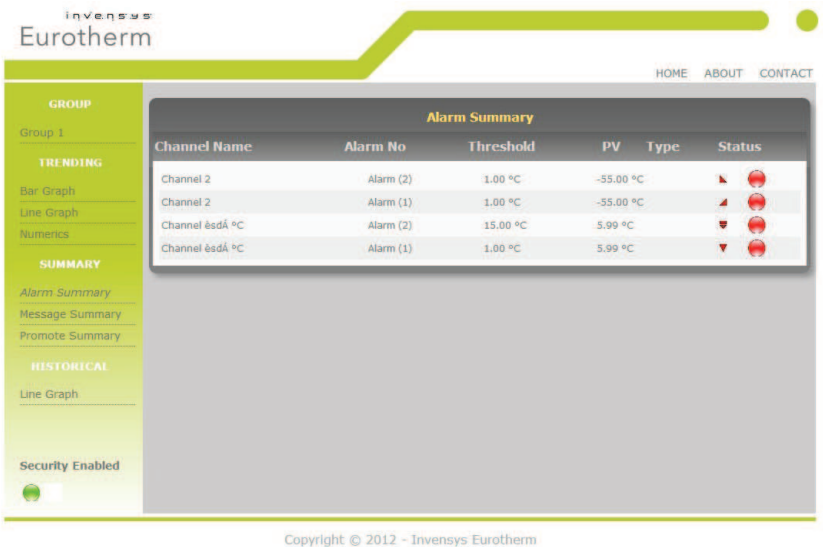 invensys
Eurotherm
HOME ABOUT CONTACT
GROUP
Group 1
TRENDING
Bar Graph
Line Graph
Numerics
SUMMARY
Alarm Summary
Message Summary
Promote Summary
HISTORICAL
Line Graph
Security Enabled
Alarm Summary
Channel Name Alarm No Threshold PV Type Status
Channel 2 Alarm (2) 1.00 ºC -55.00 ºC
Channel 2 Alarm (1) 1.00 ºC -55.00 ºC
Channel èsdÁ ºC Alarm (2) 15.00 ºC 5.99 ºC
Channel èsdÁ ºC Alarm (1) 1.00 ºC 5.99 ºC
Copyright © 2012 - Invensys Eurotherm